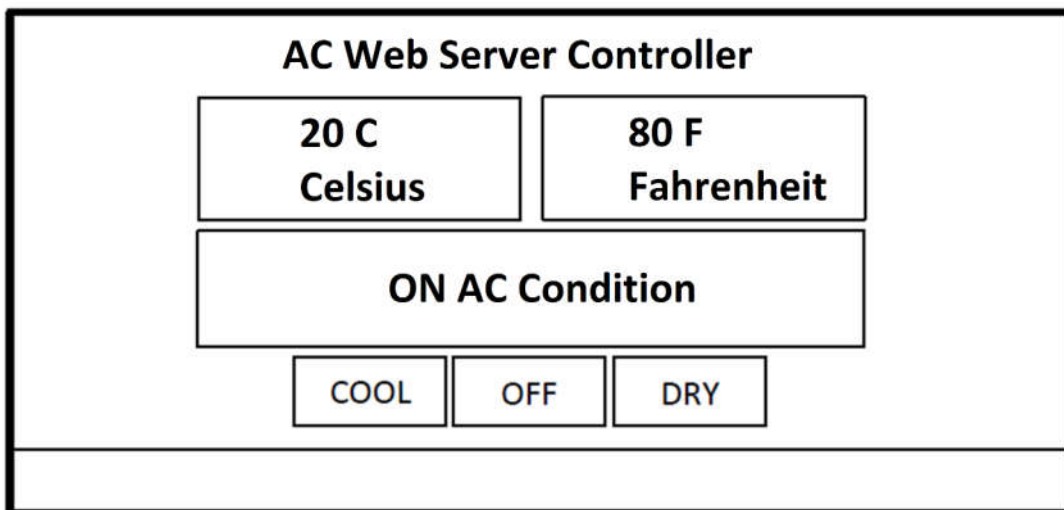 AC Web Server Controller
20 C
Celsius
80 F
Fahrenheit
ON AC Condition
COOL
OFF
DRY